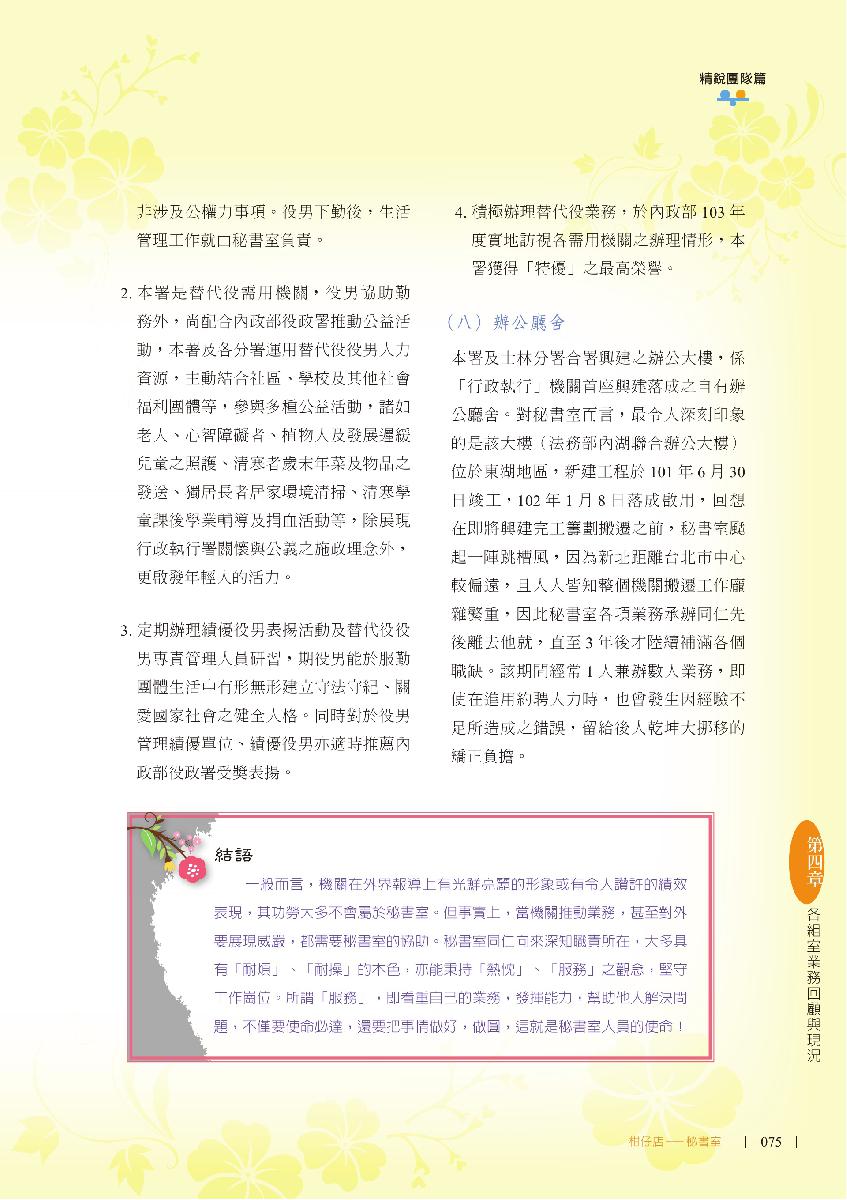 精銳團隊篇
非涉及公權力事項。役男下勤後，生活
管理工作就由秘書室負責。
2. 本署是替代役需用機關，役男協助勤
務外，尚配合內政部役政署推動公益活
動，本署及各分署運用替代役役男人力
資源，主動結合社區、學校及其他社會
福利團體等，參與多種公益活動，諸如
老人、心智障礙者、植物人及發展遲緩
兒童之照護、清寒老歲末年菜及物品之
發送、獨居長者居家環境清掃、清寒學
童課後學業輔導及捐血活動等，除展現
行政執行署關懷與公義之施政理念外，
更啟發年輕人的活力。
3. 定期辦理績優役男表揚活動及替代役役
男專責管理人員研習，期役男能於服勤
團體生活中有形無形建立守法守紀、關
愛國家社會之健全人格。同時對於役男
管理績優單位、績優役男亦適時推薦內
政部役政署受獎表揚。
4. 積極辦理替代役業務，於內政部 103 年
度實地訪視各需用機關之辦理情形，本
署獲得「特優」之最高榮譽。
（八）辦公廳舍
本署及士林分署合署興建之辦公大樓，係
「行政執行」機關首座興建落成之自有辦
公廳舍。對秘書室而言，最令人深刻印象
的是該大樓（法務部內湖聯合辦公大樓）
位於東湖地區，新建工程於 101 年 6 月 30
日竣工，102 年 1 月 8 日落成啟用，回想
在即將興建完工籌劃搬遷之前，秘書室颳
起一陣跳槽風，因為新址距離台北市中心
較偏遠，且人人皆知整個機關搬遷工作龐
雜繁重，因此秘書室各項業務承辦同仁先
後離去他就，直至 3 年後才陸續補滿各個
職缺。該期間經常 1 人兼辦數人業務，即
使在進用約聘人力時，也曾發生因經驗不
足所造成之錯誤，留給後人乾坤大挪移的
矯正負擔。
結語
一般而言，機關在外界報導上有光鮮亮麗的形象或有令人讚許的績效
表現，其功勞大多不會屬於秘書室。但事實上，當機關推動業務，甚至對外
要展現威嚴，都需要秘書室的協助。秘書室同仁向來深知職責所在，大多具
有「耐煩」、「耐操」的本色，亦能秉持「熱忱」、「服務」之觀念，堅守
工作崗位。所謂「服務」，即看重自己的業務，發揮能力，幫助他人解決問
題，不僅要使命必達，還要把事情做好，做圓，這就是秘書室人員的使命！
第四章
各組室業務回顧與現況
柑仔店——秘書室 | 075 |